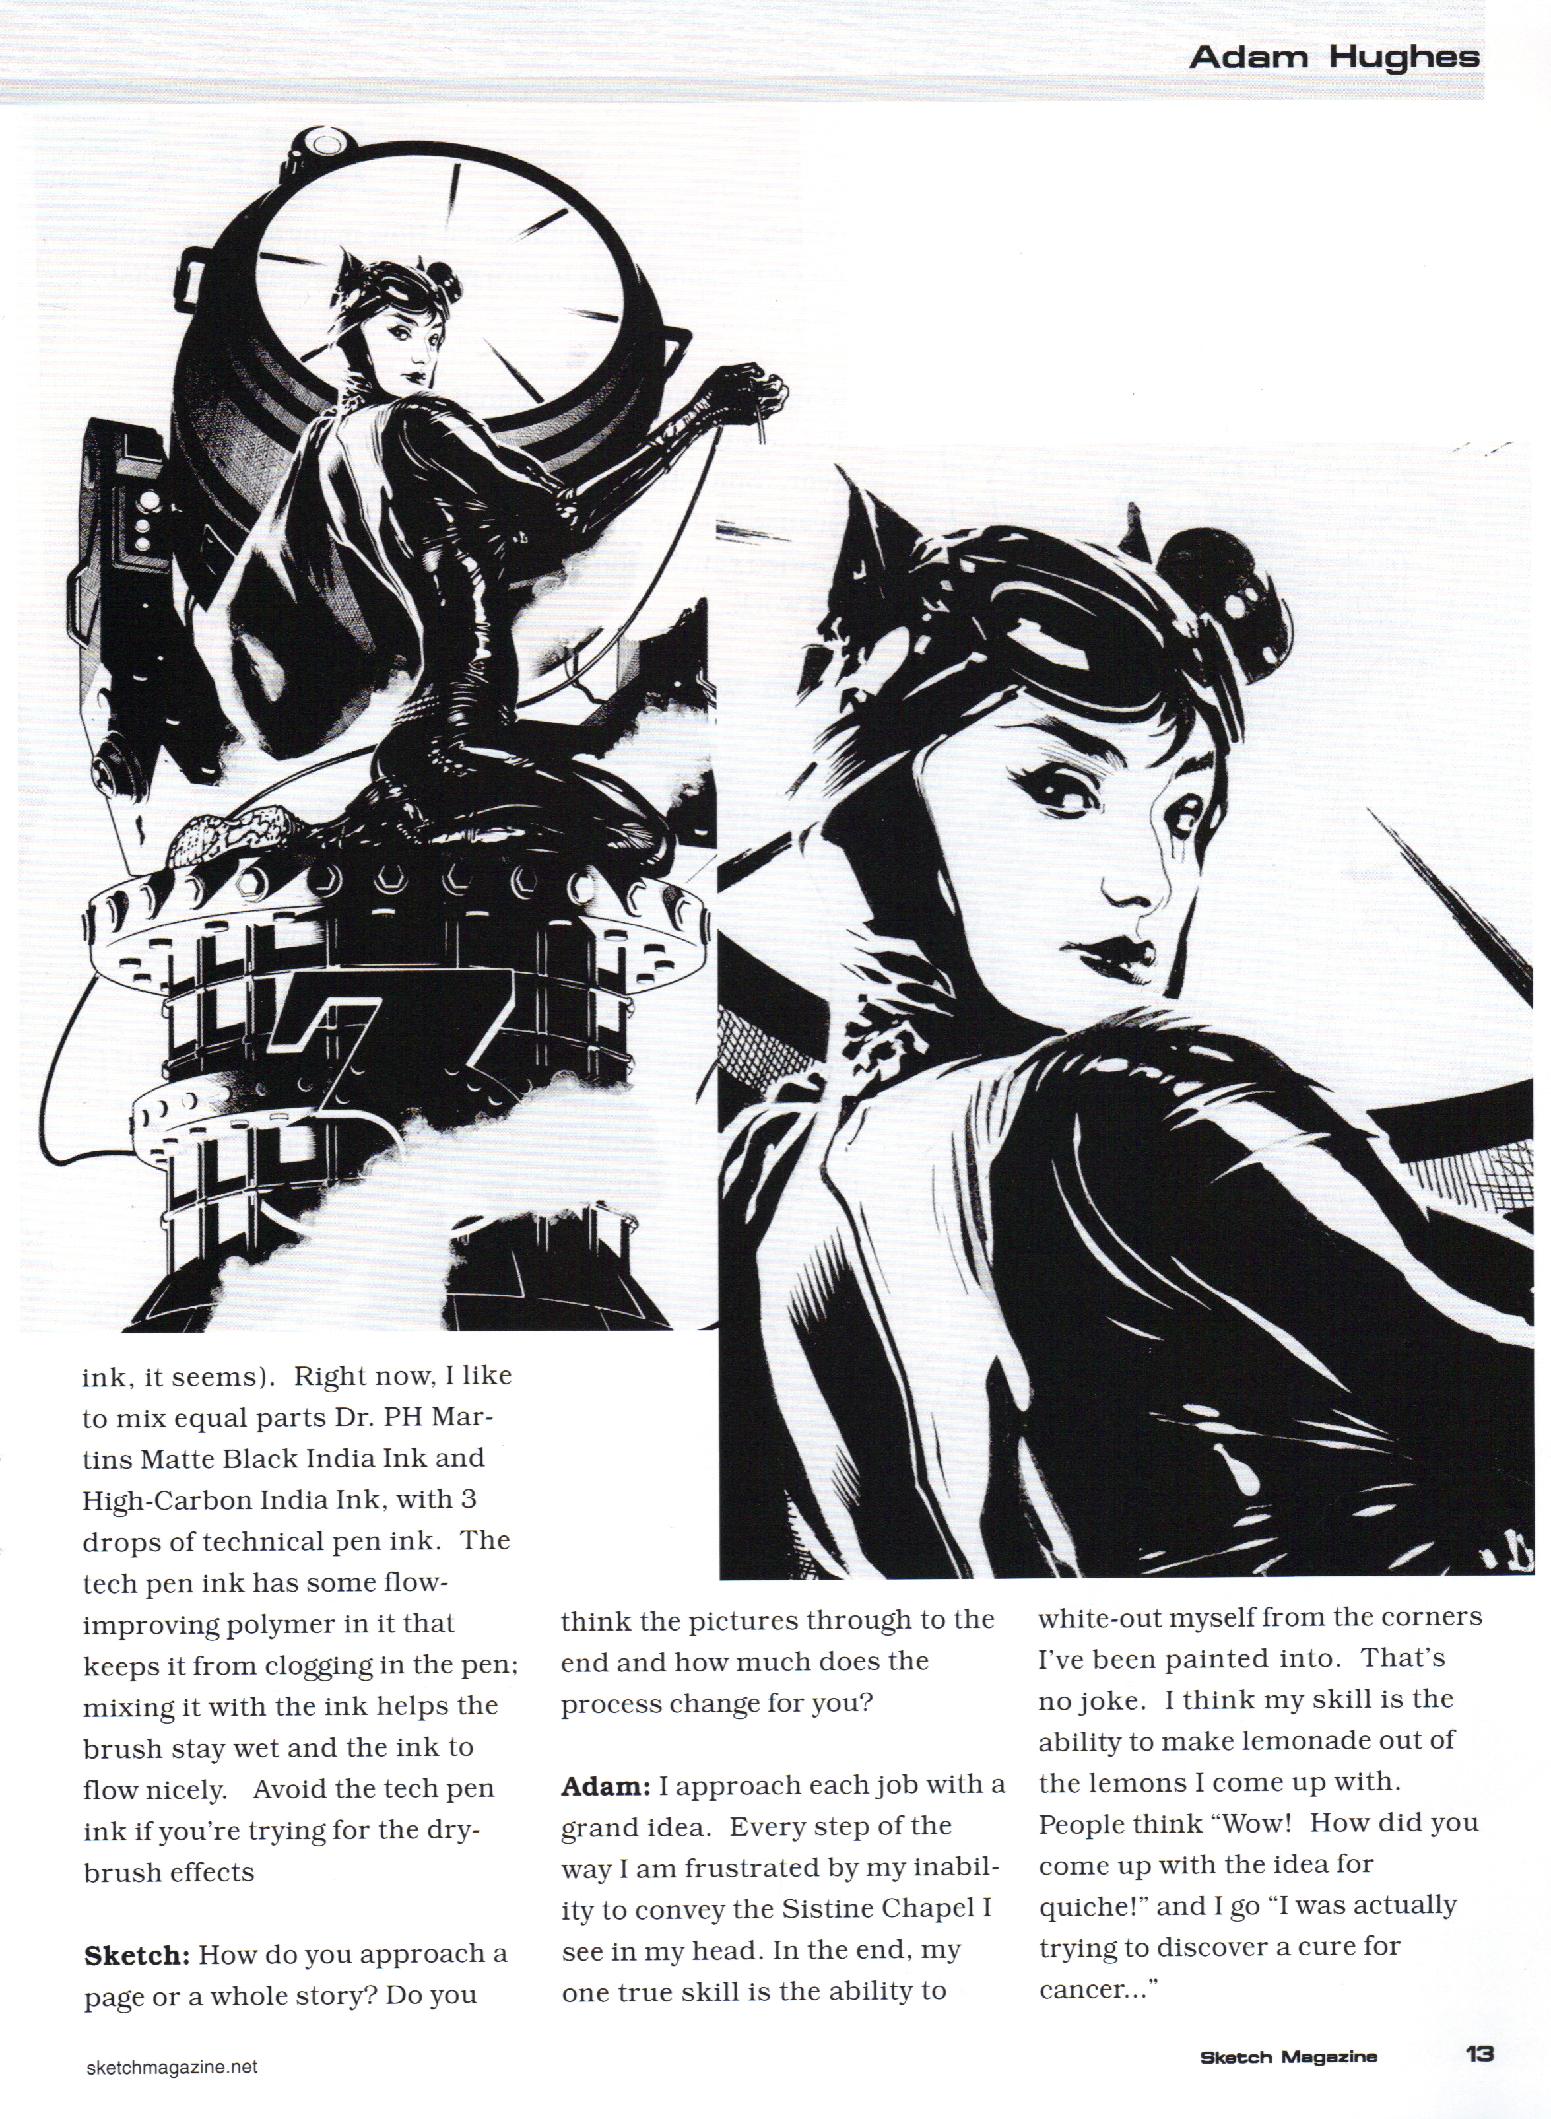 Adam Hughes
7
ink, it seems).  Right now, I like
to mix equal parts Dr. PH Mar-
tins Matte Black India Ink and
High-Carbon India Ink, with 3
drops of technical pen ink.  The
tech pen ink has some flow-
improving polymer in it that
keeps it from clogging in the pen;
mixing it with the ink helps the
brush stay wet and the ink to
flow nicely.   Avoid the tech pen
ink if you're trying for the dry-
brush effects
Sketch: How do you approach a
page or a whole story? Do you
think the pictures through to the
end and how much does the
process change for you?
Adam: I approach each job with a
grand idea.  Every step of the
way I am frustrated by my inabil-
ity to convey the Sistine Chapel I
see in my head. In the end, my
one true skill is the ability to
white-out myself from the corners
I've been painted into.  That's
no joke.  I think my skill is the
ability to make lemonade out of
the lemons I come up with.
People think “Wow!  How did you
come up with the idea for
quiche!” and I go “I was actually
trying to discover a cure for
cancer...”
sketchmagazine.net
Sketch Magazine 13